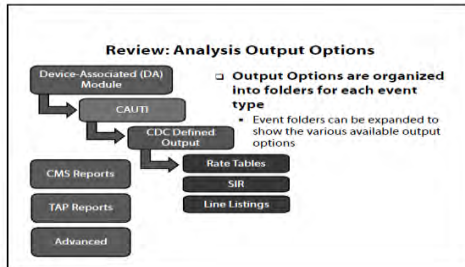 Review: Analysis Output Options
Device-Associated (DA)
Module
CAUTI
CDC Defined
Output
Rate Tables
SIR
Line Listings
CMS Reports
TAP Reports
Advanced
❑ Output Options are organized
into folders for each event
type
• Event folders can be expanded to
show the various available output
options